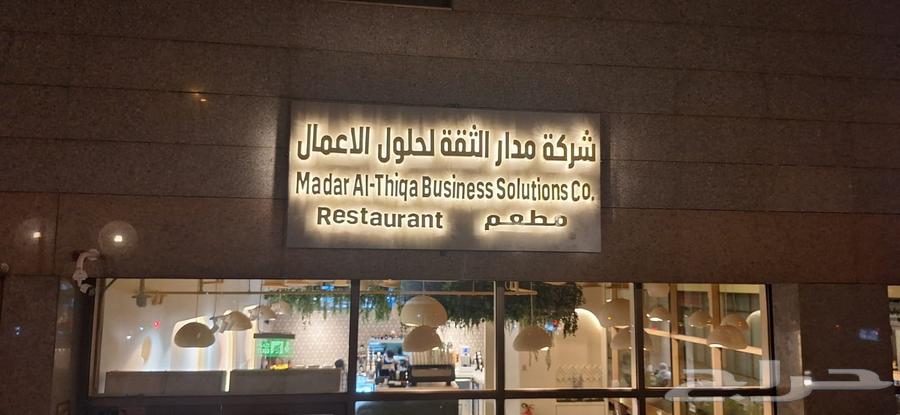 شركة مدار الثقة لحلول الاعمال
Madar Al-Thiqa Business Solutions Co.
Restaurant مطعم
حراج